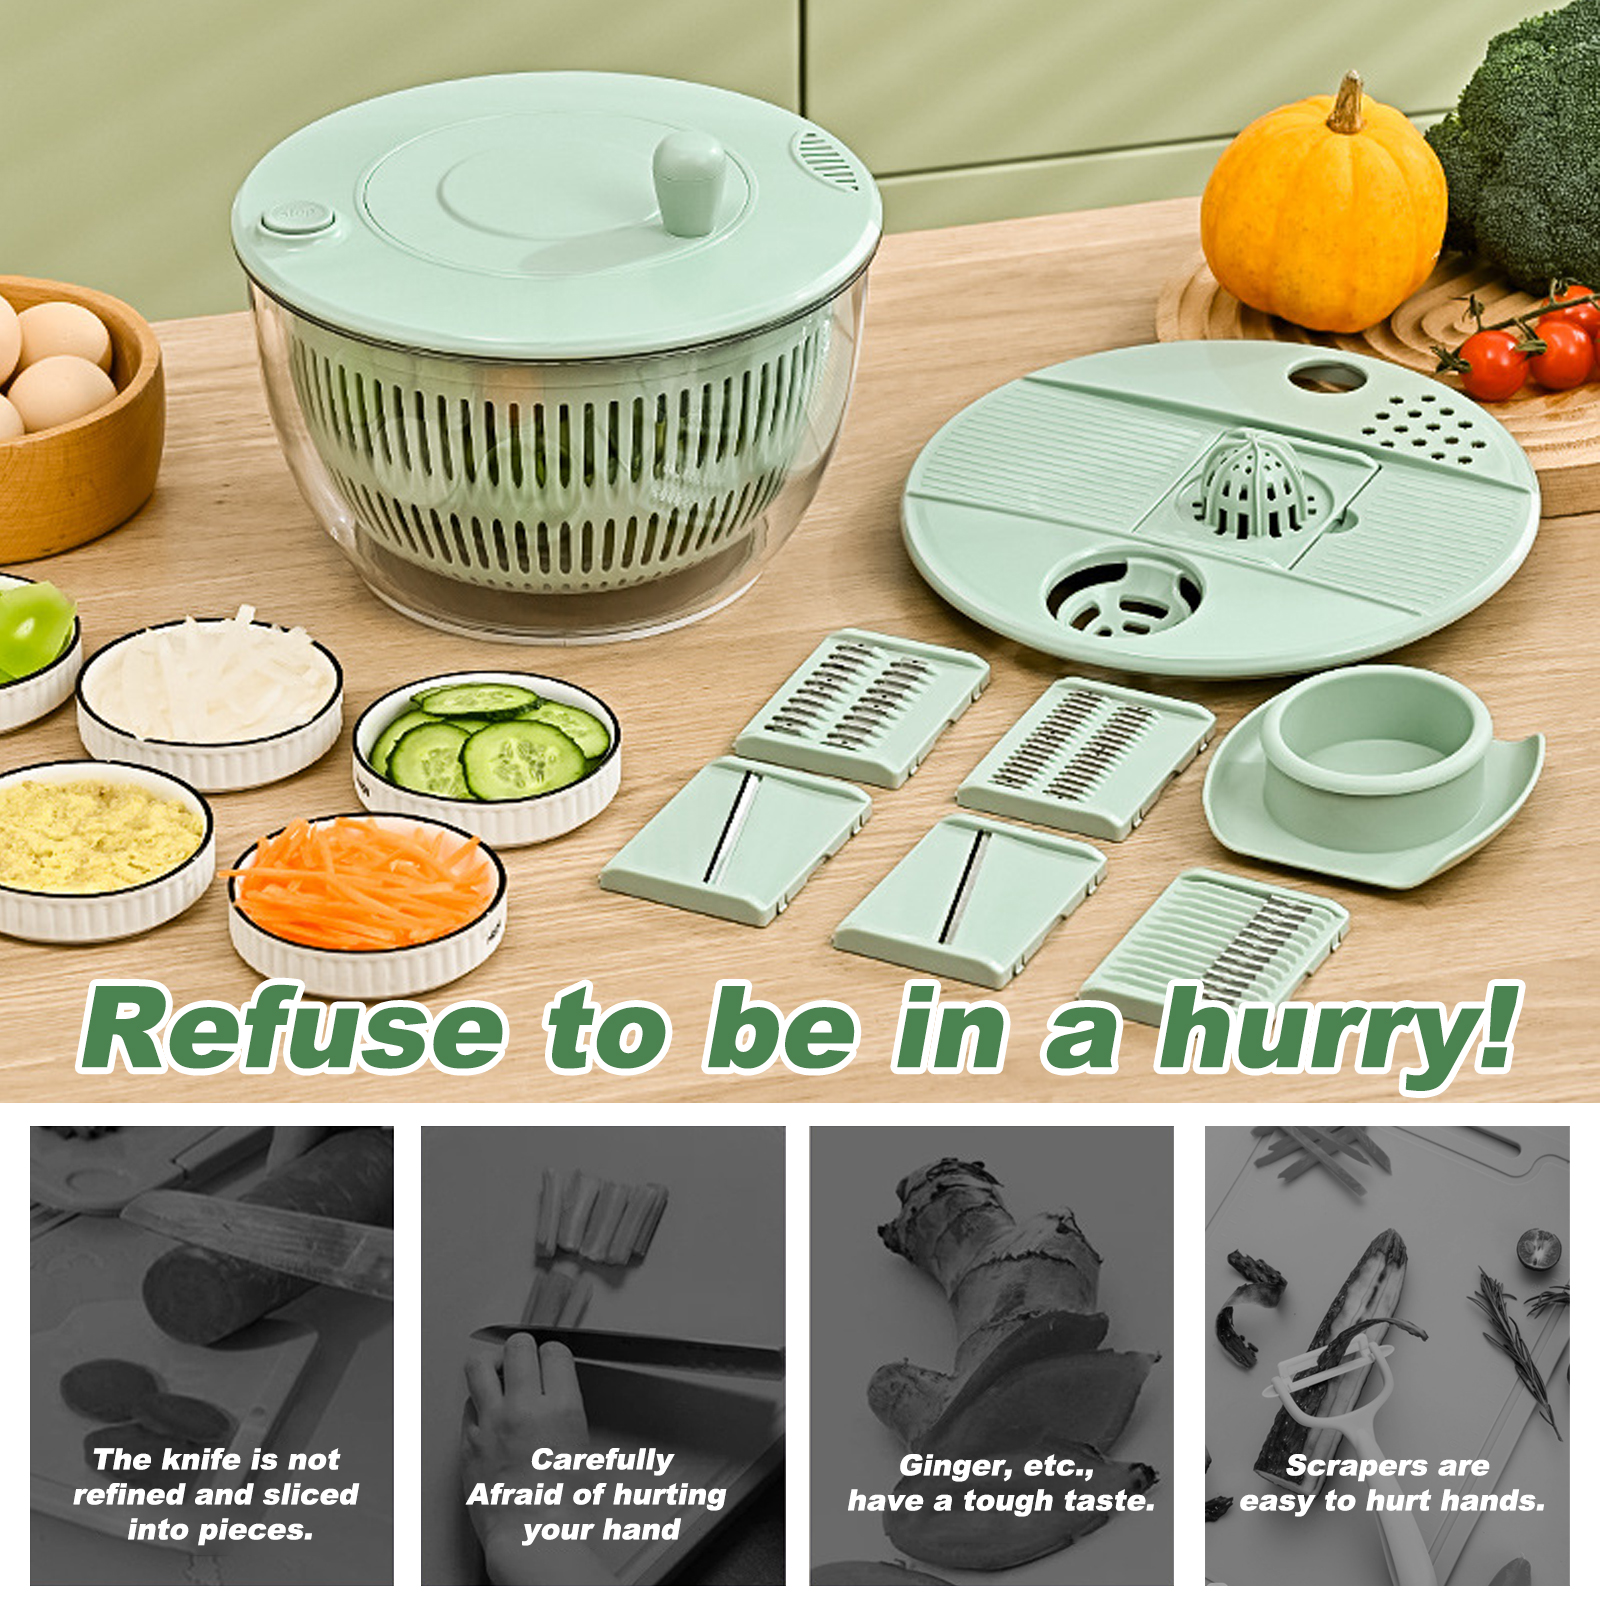 STOP
Refuse to be in a hurry!
The knife is not
refined and sliced
into pieces.
Carefully
Afraid of hurting
your hand
Ginger, etc.,
have a tough taste.
Scrapers are
easy to hurt hands.